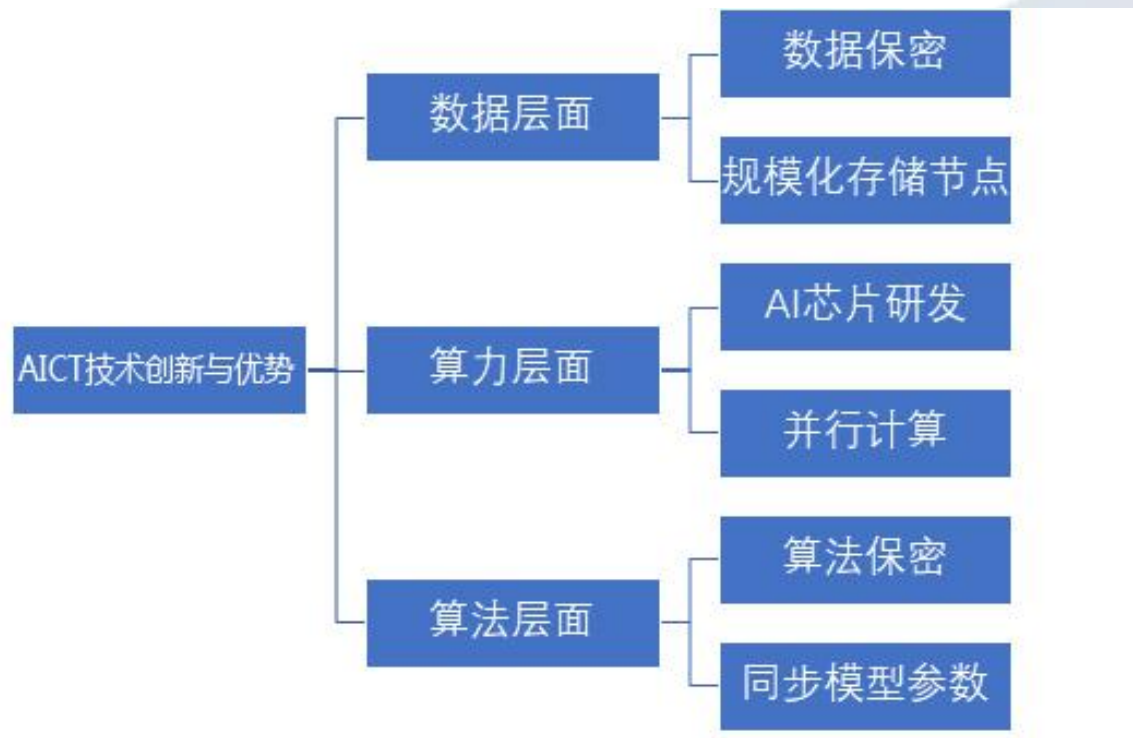 AICT技术创新与优势
数据层面
数据保密
规模化存储节点
算力层面
AI芯片研发
并行计算
算法层面
算法保密
同步模型参数